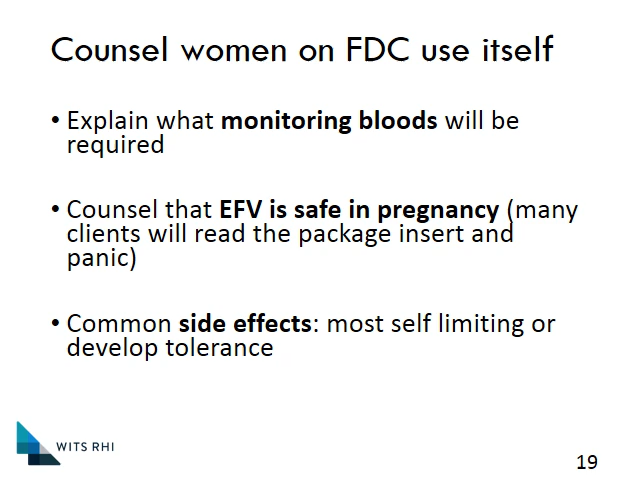 Counsel women on FDC use itself
• Explain what monitoring bloods will be
required
• Counsel that EFV is safe in pregnancy (many
clients will read the package insert and
panic)
• Common side effects: most self limiting or
develop tolerance
WITS RHI
19